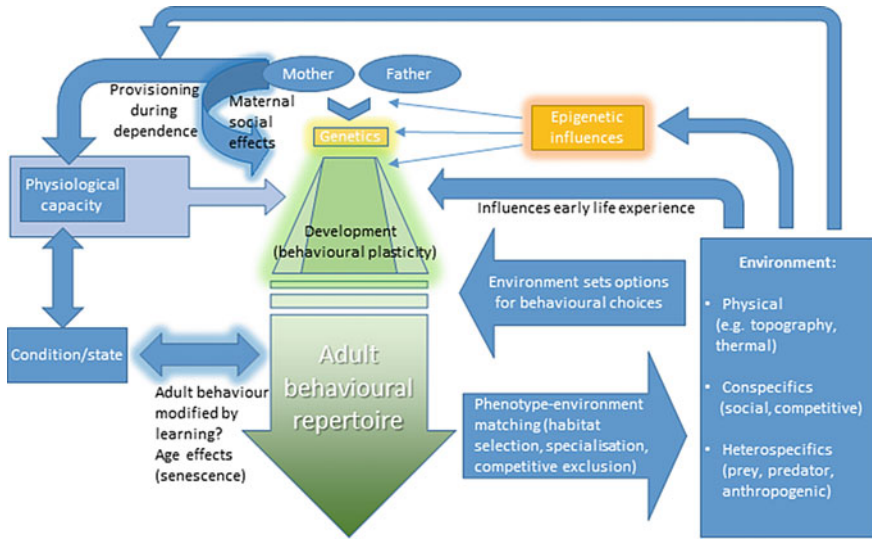 Mother
Father
Provisioning
during
dependence
Maternal
social
effects
Genetics
Epigenetic
influences
Physiological
capacity
Influences early life experience
Development
(behavioural plasticity)
Environment sets options
for behavioural choices
Environment:
• Physical
(e.g. topography,
thermal)
• Conspecifics
(social, competitive)
• Heterospecifics
(prey, predator,
anthropogenic)
Condition/state
Adult
behavioural
repertoire
Adult behaviour
modified by
learning?
Age effects
(senescence)
Phenotype-environment
matching (habitat
selection, specialisation,
competitive exclusion)